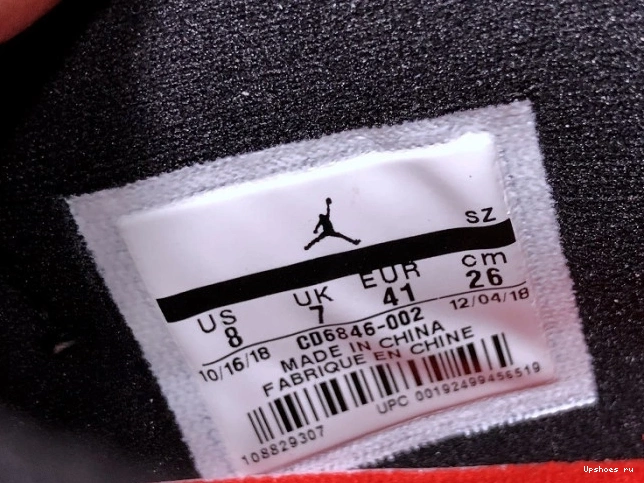 SZ
US UK EUR cm
8 7 41 26
10/16/18 CD6846-002 12/04/18
MADE IN CHINA
FABRIQUE EN CHINE
UPC 00192499456519
108829307
Upshoes ru